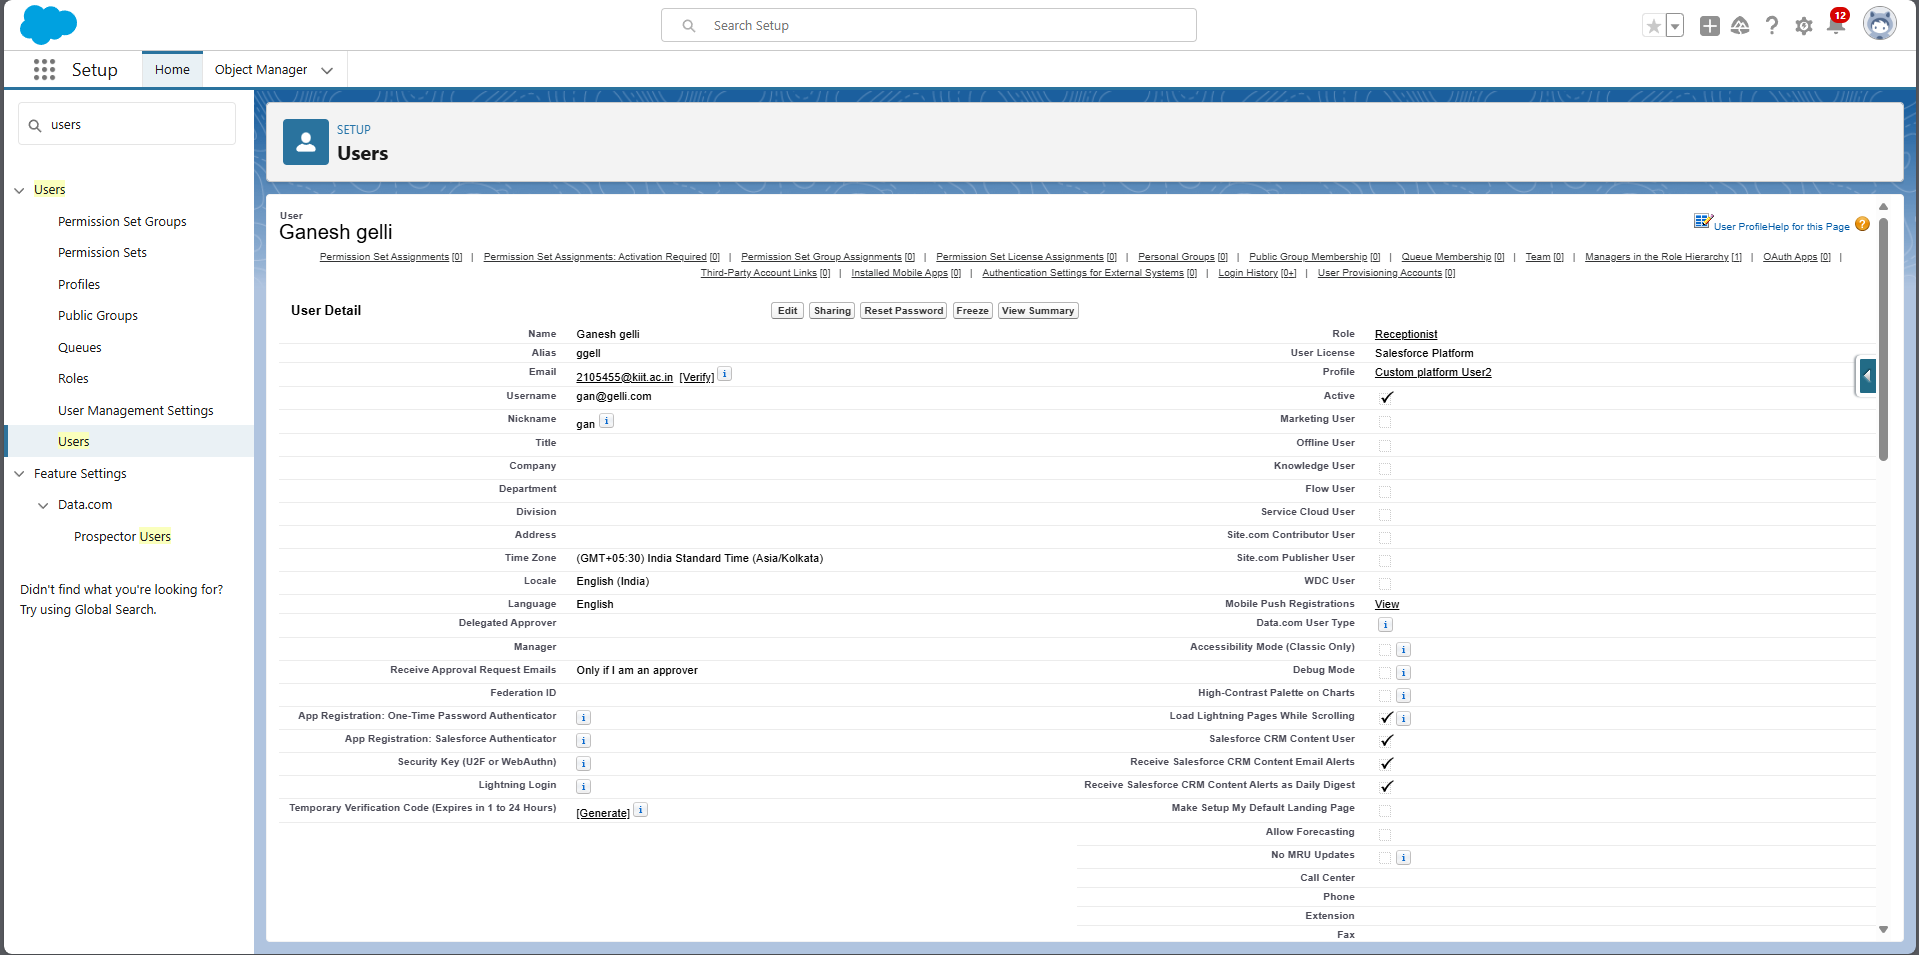 Search Setup
12
Setup
Home
Object Manager
users
Users
Permission Set Groups
Permission Sets
Profiles
Public Groups
Queues
Roles
User Management Settings
Users
Feature Settings
Data.com
Prospector Users
Didn't find what you're looking for?
Try using Global Search.
SETUP
Users
User
Ganesh gelli
User Profile Help for this Page ?
Permission Set Assignments [0] | Permission Set Assignments: Activation Required [0] | Permission Set Group Assignments [0] | Permission Set License Assignments [0] | Personal Groups [0] | Public Group Membership [0] | Queue Membership [0] | Team [0] | Managers in the Role Hierarchy [1] | OAuth Apps [0] |
Third-Party Account Links [0] | Installed Mobile Apps [0] | Authentication Settings for External Systems [0] | Login History [0+] | User Provisioning Accounts [0]
User Detail
Edit Sharing Reset Password Freeze View Summary
Name Ganesh gelli Role Receptionist
Alias ggell User License Salesforce Platform
Email 2105455@kiit.ac.in [Verify] i Profile Custom platform User2
Username gan@gelli.com Active
Nickname gan i Marketing User
Title Offline User
Company Knowledge User
Department Flow User
Division Service Cloud User
Address Site.com Contributor User
Time Zone (GMT+05:30) India Standard Time (Asia/Kolkata) Site.com Publisher User
Locale English (India) WDC User
Language English Mobile Push Registrations View
Delegated Approver Data.com User Type i
Manager Accessibility Mode (Classic Only) i
Receive Approval Request Emails Only if I am an approver Debug Mode i
Federation ID High-Contrast Palette on Charts i
App Registration: One-Time Password Authenticator i Load Lightning Pages While Scrolling i
App Registration: Salesforce Authenticator i Salesforce CRM Content User
Security Key (U2F or WebAuthn) i Receive Salesforce CRM Content Email Alerts
Lightning Login i Receive Salesforce CRM Content Alerts as Daily Digest
Temporary Verification Code (Expires in 1 to 24 Hours) [Generate] i Make Setup My Default Landing Page
Allow Forecasting
No MRU Updates i
Call Center
Phone
Extension
Fax